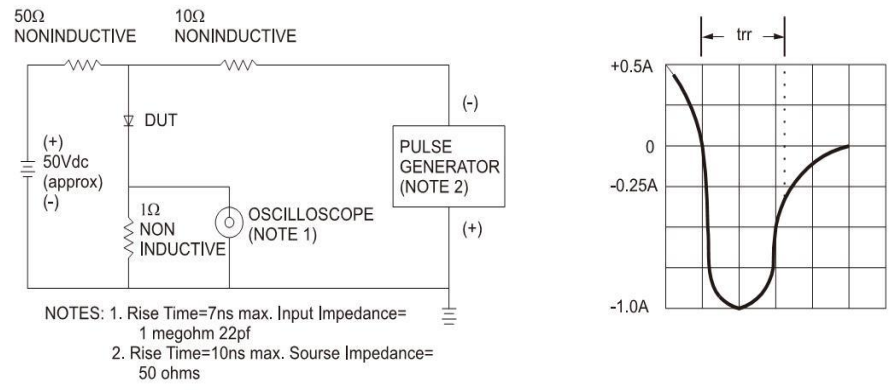 50Ω
NONINDUCTIVE
10Ω
NONINDUCTIVE
DUT
(+)
50Vdc
(approx)
(-)
1Ω
NON
INDUCTIVE
OSCILLOSCOPE
(NOTE 1)
(-)
PULSE
GENERATOR
(NOTE 2)
(+)
NOTES: 1. Rise Time=7ns max. Input Impedance=
1 megohm 22pf
2. Rise Time=10ns max. Sourse Impedance=
50 ohms
trr
+0.5A
0
-0.25A
-1.0A